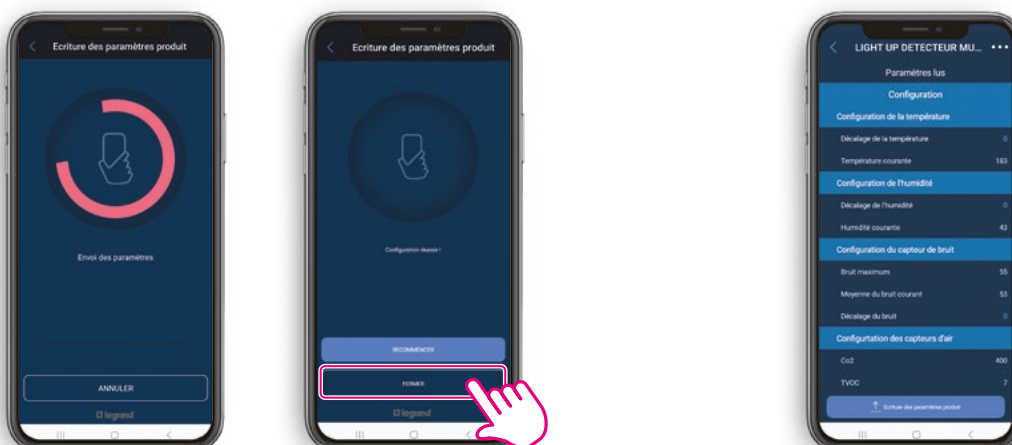 Ecriture des paramètres produit
Envoi des paramètres
ANNULER
legrand
Ecriture des paramètres produit
Configuration réussie !
RECOMMENCER
FERMER
legrand
LIGHT UP DETECTEUR MU...
Paramètres lus
Configuration
Configuration de la température
Décalage de la température 0
Température courante 183
Configuration de l'humidité
Décalage de l'humidité 0
Humidité courante 43
Configuration du capteur de bruit
Bruit maximum 55
Moyenne du bruit courant 53
Décalage du bruit 0
Configurtation des capteurs d'air
Co2 400
TVOC 7
Ecriture des paramètres produit